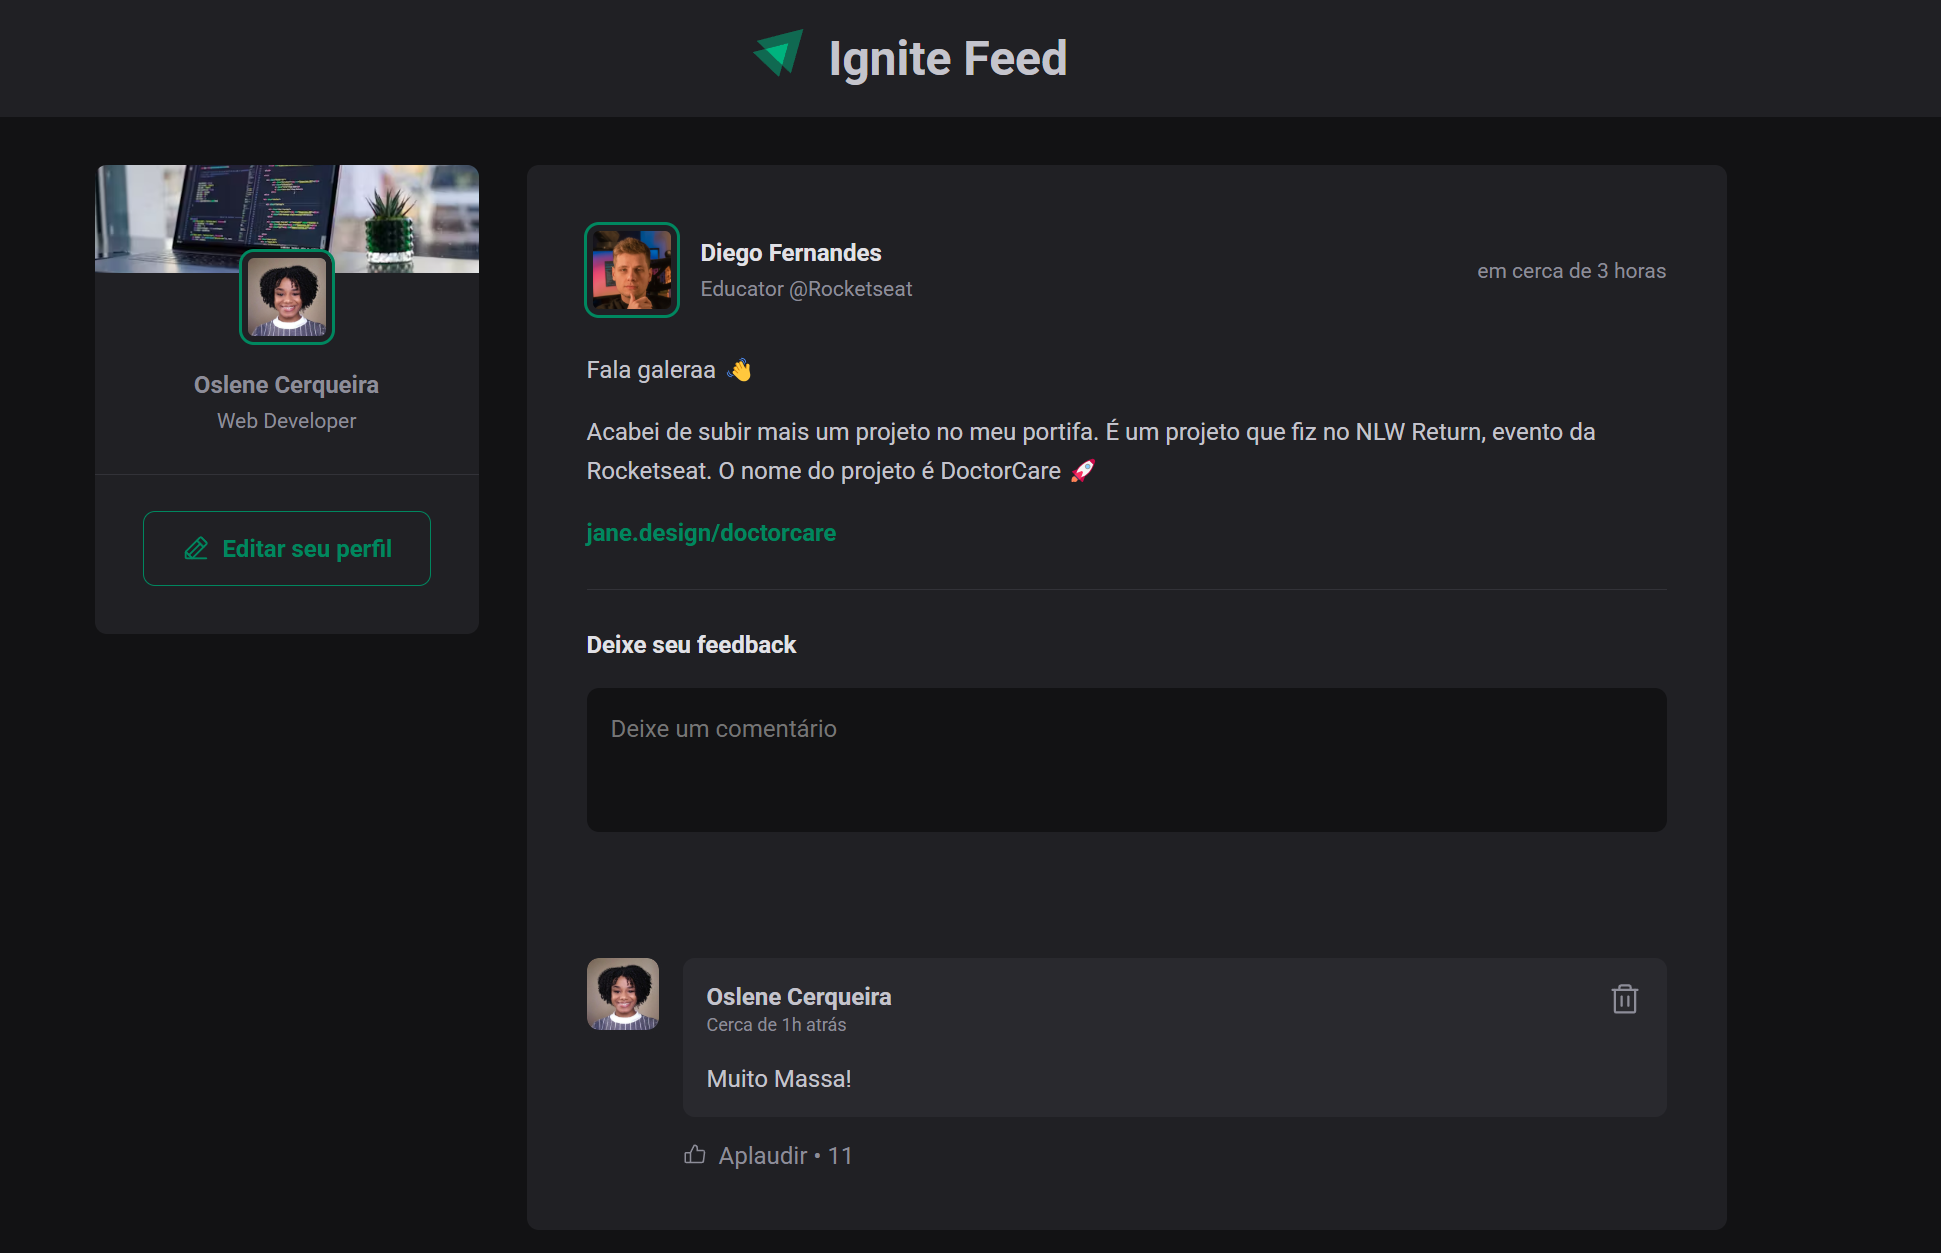 Ignite Feed
Oslene Cerqueira
Web Developer
Editar seu perfil
Diego Fernandes
Educator @Rocketseat
em cerca de 3 horas
Fala galeraa 👋
Acabei de subir mais um projeto no meu portifa. É um projeto que fiz no NLW Return, evento da
Rocketseat. O nome do projeto é DoctorCare 🚀
jane.design/doctorcare
Deixe seu feedback
Deixe um comentário
Oslene Cerqueira
Cerca de 1h atrás
Muito Massa!
Aplaudir • 11